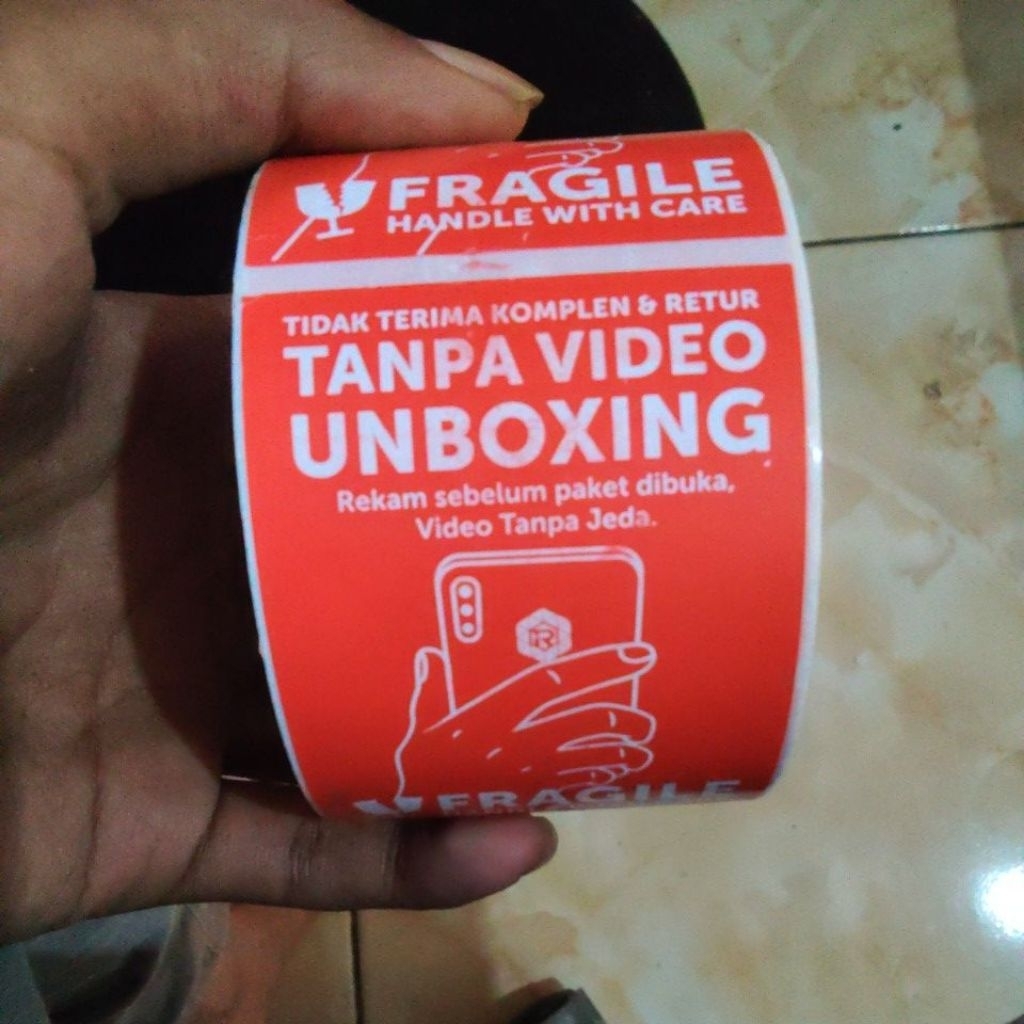 FRAGILE
HANDLE WITH CARE
TIDAK TERIMA KOMPLEN & RETUR
TANPA VIDEO
UNBOXING
Rekam sebelum paket dibuka,
Video Tanpa Jeda.
R
FRAGILE